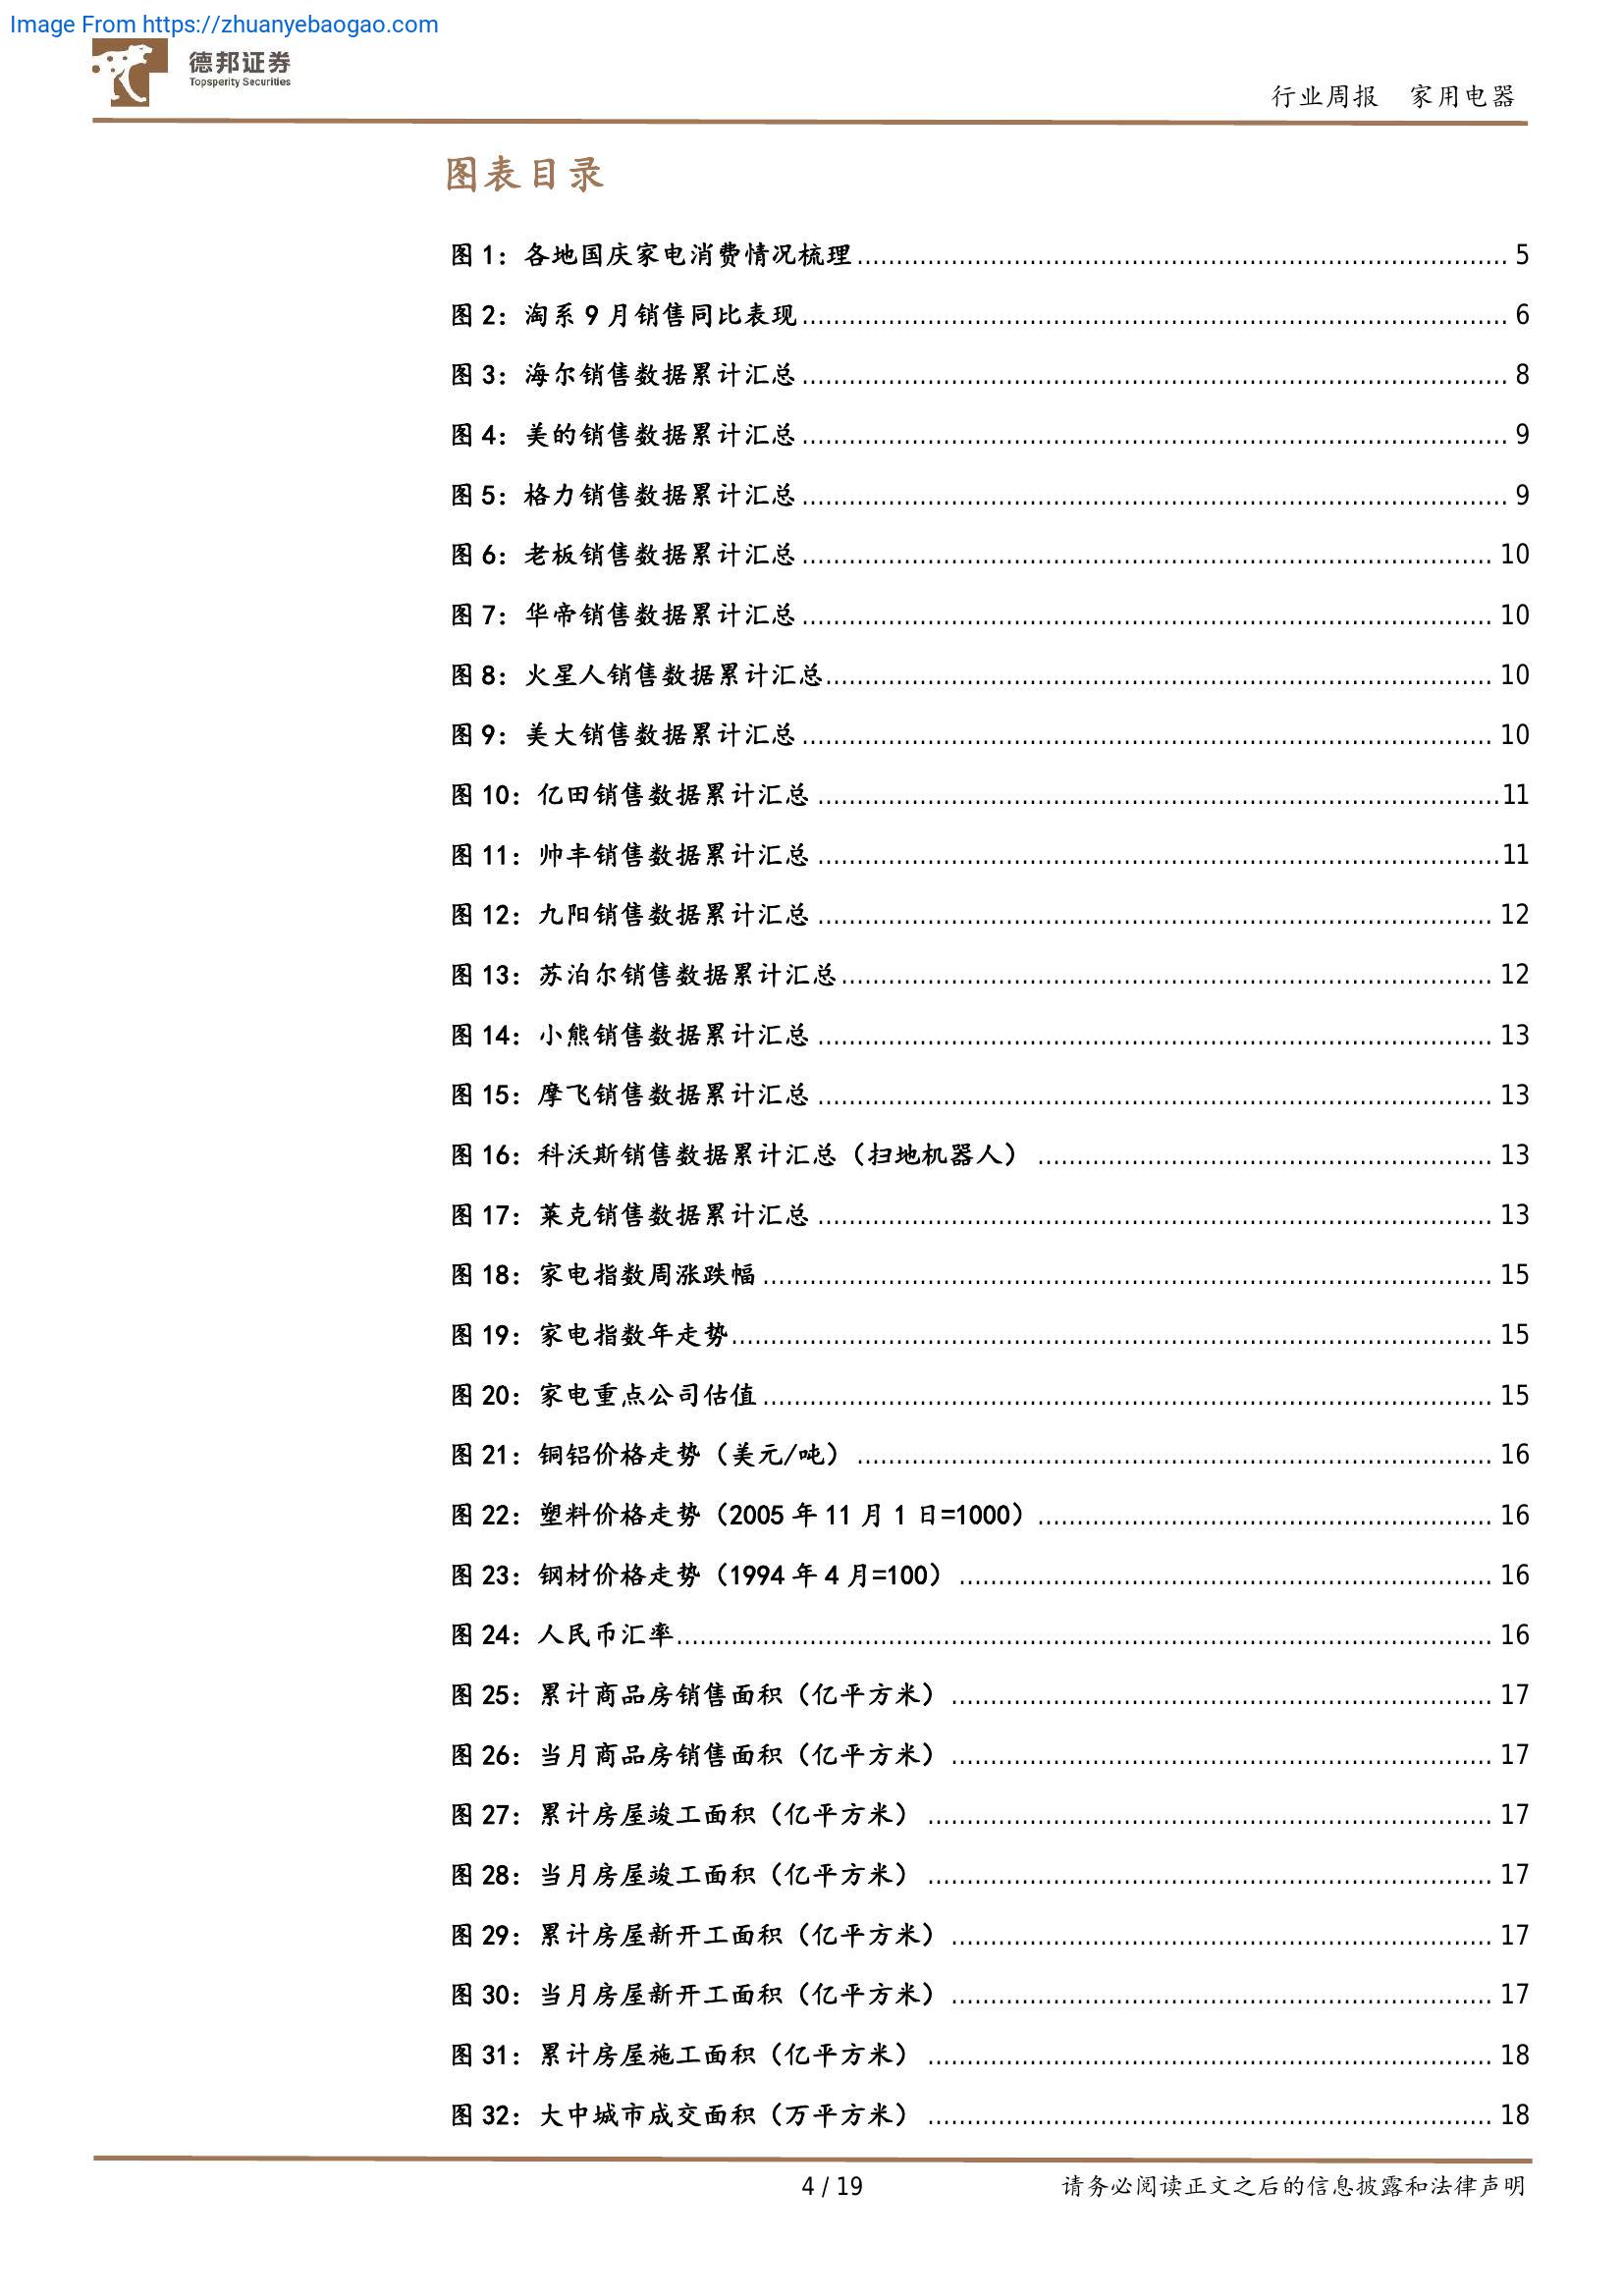 Image From https://zhuanyebaogao.com
德邦证券
Topsperity Securities
行业周报 家用电器
图表目录
图 1：各地国庆家电消费情况梳理 5
图 2：淘系 9 月销售同比表现 6
图 3：海尔销售数据累计汇总 8
图 4：美的销售数据累计汇总 9
图 5：格力销售数据累计汇总 9
图 6：老板销售数据累计汇总 10
图 7：华帝销售数据累计汇总 10
图 8：火星人销售数据累计汇总 10
图 9：美大销售数据累计汇总 10
图 10：亿田销售数据累计汇总 11
图 11：帅丰销售数据累计汇总 11
图 12：九阳销售数据累计汇总 12
图 13：苏泊尔销售数据累计汇总 12
图 14：小熊销售数据累计汇总 13
图 15：摩飞销售数据累计汇总 13
图 16：科沃斯销售数据累计汇总（扫地机器人） 13
图 17：莱克销售数据累计汇总 13
图 18：家电指数周涨跌幅 15
图 19：家电指数年走势 15
图 20：家电重点公司估值 15
图 21：铜铝价格走势（美元/吨） 16
图 22：塑料价格走势（2005 年 11 月 1 日=1000） 16
图 23：钢材价格走势（1994 年 4 月=100） 16
图 24：人民币汇率 16
图 25：累计商品房销售面积（亿平方米） 17
图 26：当月商品房销售面积（亿平方米） 17
图 27：累计房屋竣工面积（亿平方米） 17
图 28：当月房屋竣工面积（亿平方米） 17
图 29：累计房屋新开工面积（亿平方米） 17
图 30：当月房屋新开工面积（亿平方米） 17
图 31：累计房屋施工面积（亿平方米） 18
图 32：大中城市成交面积（万平方米） 18
4 / 19
请务必阅读正文之后的信息披露和法律声明